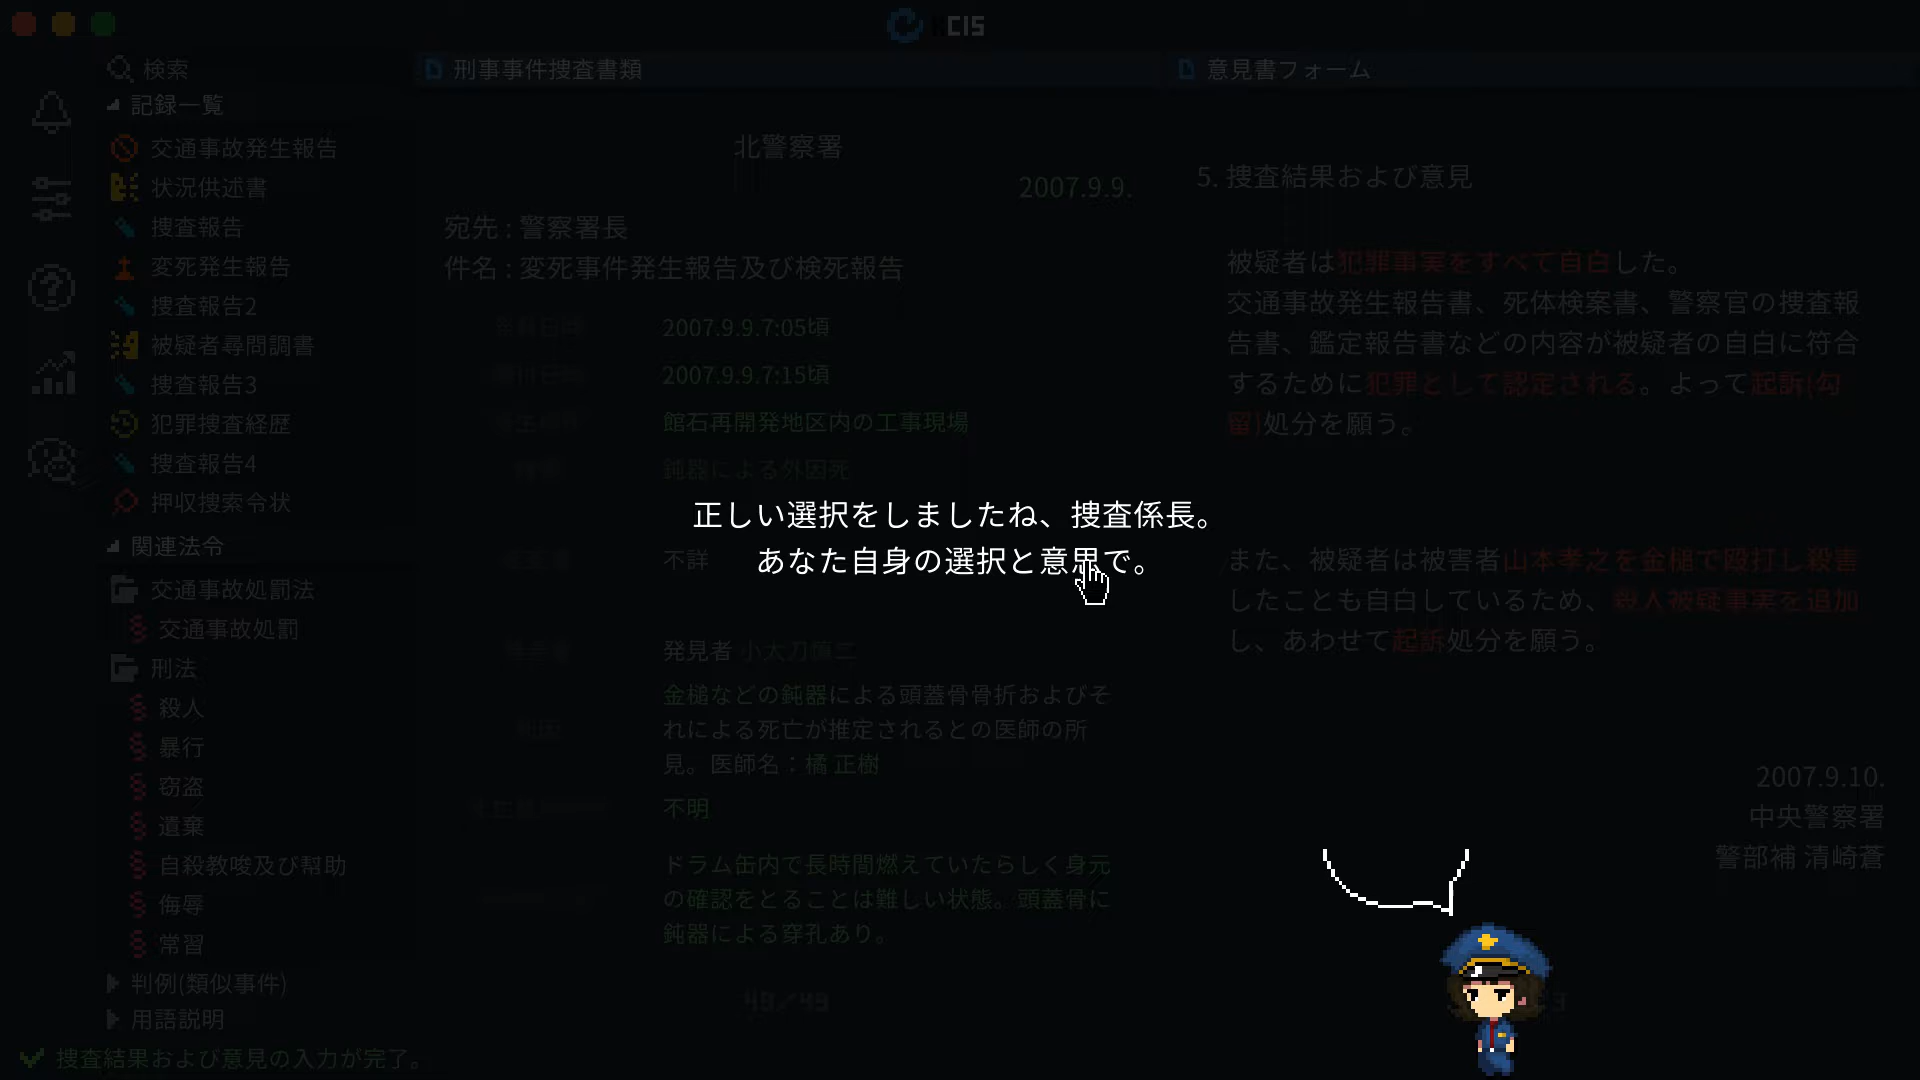 CIS
検索
記録一覧
交通事故発生報告
状況供述書
捜査報告
変死発生報告
捜査報告2
被疑者尋問調書
捜査報告3
犯罪捜査経歴
捜査報告4
押収捜索令状
関連法令
交通事故処罰法
交通事故処罰
刑法
殺人
暴行
窃盗
遺棄
自殺教唆及び幇助
侮辱
常習
判例(類似事件)
用語説明
捜査結果および意見の入力が完了。
刑事事件捜査書類
北警察署
2007.9.9.
宛先 : 警察署長
件名 : 変死事件発生報告及び検死報告
2007.9.9.7:05頃
2007.9.9.7:15頃
館石再開発地区内の工事現場
鈍器による外因死
不詳
発見者 小大刀慎二
金槌などの鈍器による頭蓋骨骨折およびそ
れによる死亡が推定されるとの医師の所
見。医師名：橘 正樹
不明
ドラム缶内で長時間燃えていたらしく身元
の確認をとることは難しい状態。頭蓋骨に
鈍器による穿孔あり。
49/49
意見書フォーム
5. 捜査結果および意見
被疑者は犯罪事実をすべて自白した。
交通事故発生報告書、死体検案書、警察官の捜査報
告書、鑑定報告書などの内容が被疑者の自白に符合
するために犯罪として認定される。よって起訴(勾
留)処分を願う。
また、被疑者は被害者山本孝之を金槌で殴打し殺害
したことも自白しているため、殺人被疑事実を追加
し、あわせて起訴処分を願う。
2007.9.10.
中央警察署
警部補 清崎蒼
正しい選択をしましたね、捜査係長。
あなた自身の選択と意思で。